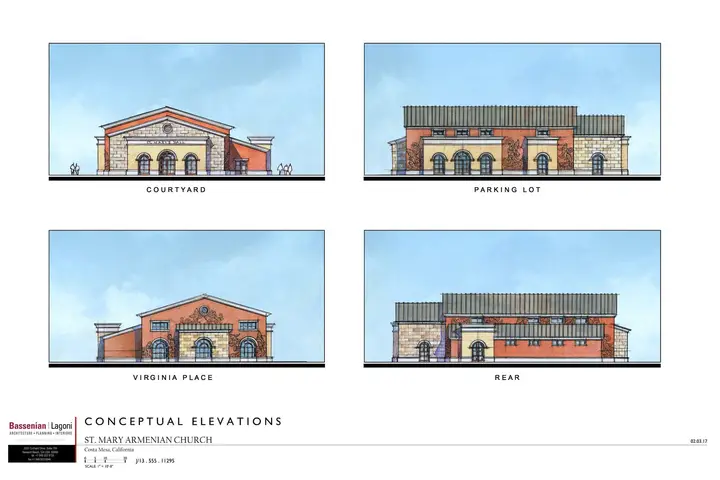 COURTYARD
PARKING LOT
VIRGINIA PLACE
REAR
Bassenian | Lagoni
ARCHITECTURE • PLANNING • INTERIORS
CONCEPTUAL ELEVATIONS
ST. MARY ARMENIAN CHURCH
Costa Mesa, California
J/13 . 555 . 11295
02.03.17